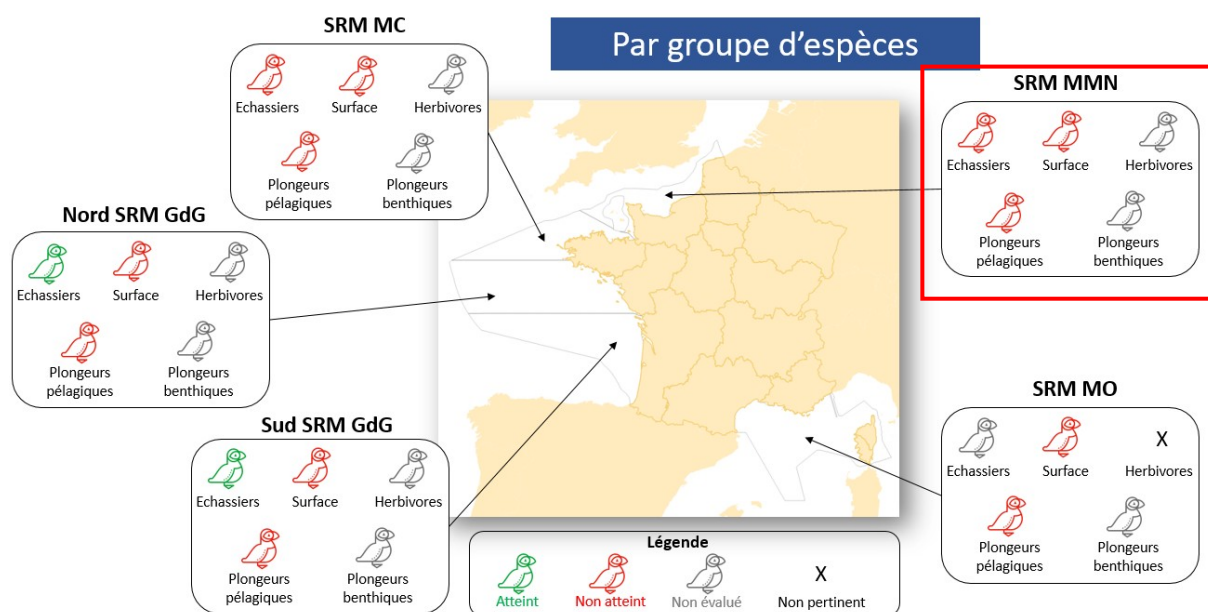 Par groupe d'espèces
SRM MC
Echassiers
Surface
Herbivores
Plongeurs
pélagiques
Plongeurs
benthiques
SRM MMN
Echassiers
Surface
Herbivores
Plongeurs
pélagiques
Plongeurs
benthiques
Nord SRM GdG
Echassiers
Surface
Herbivores
Plongeurs
pélagiques
Plongeurs
benthiques
Sud SRM GdG
Echassiers
Surface
Herbivores
Plongeurs
pélagiques
Plongeurs
benthiques
SRM MO
X
Echassiers
Surface
Herbivores
Plongeurs
pélagiques
Plongeurs
benthiques
Légende
X
Atteint
Non atteint
Non évalué
Non pertinent